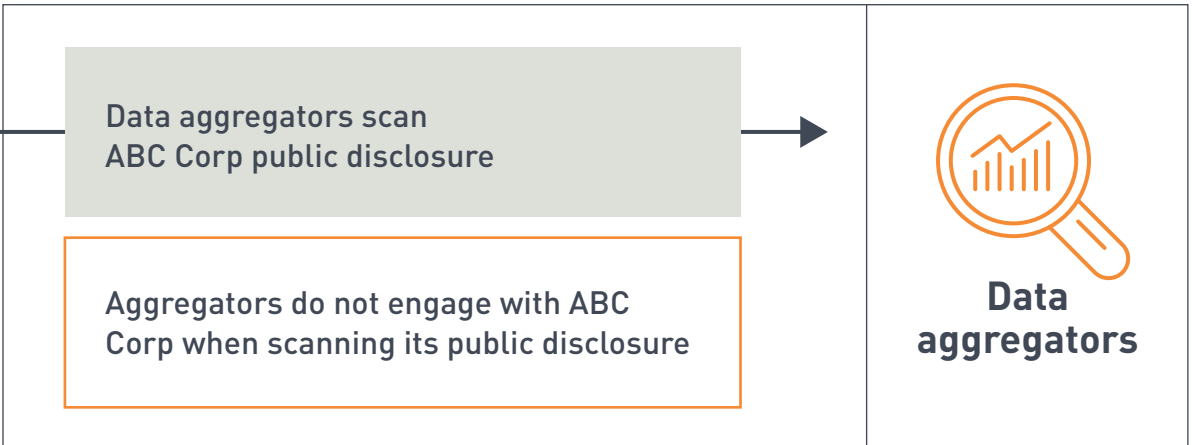 Data aggregators scan
ABC Corp public disclosure
Aggregators do not engage with ABC
Corp when scanning its public disclosure
Data
aggregators